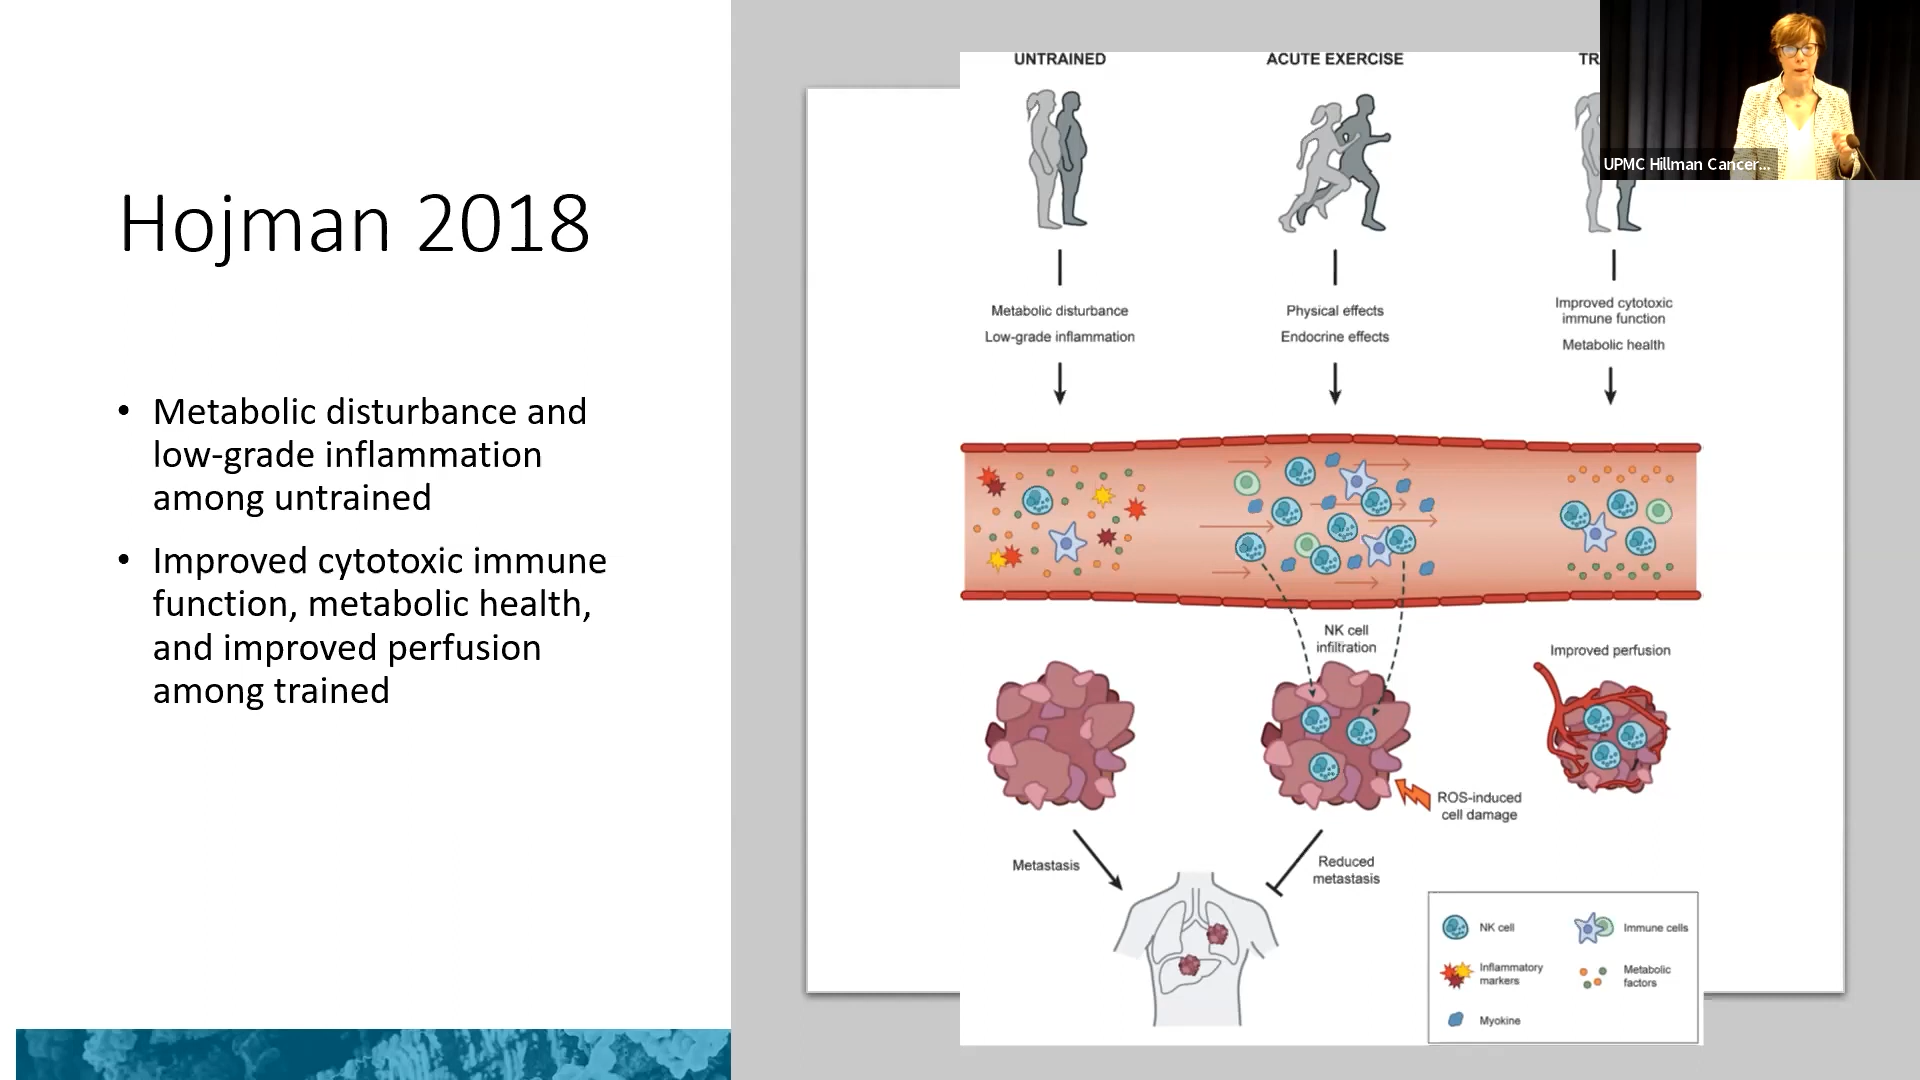 Hojman 2018
• Metabolic disturbance and
low-grade inflammation
among untrained
• Improved cytotoxic immune
function, metabolic health,
and improved perfusion
among trained
UNTRAINED
ACUTE EXERCISE
TR
UPMC Hillman Cancer...
Metabolic disturbance
Low-grade inflammation
Physical effects
Endocrine effects
Improved cytotoxic
immune function
Metabolic health
NK cell
infiltration
Improved perfusion
ROS-induced
cell damage
Metastasis
Reduced
metastasis
NK cell
Immune cells
Inflammatory
markers
Metabolic
factors
Myokine